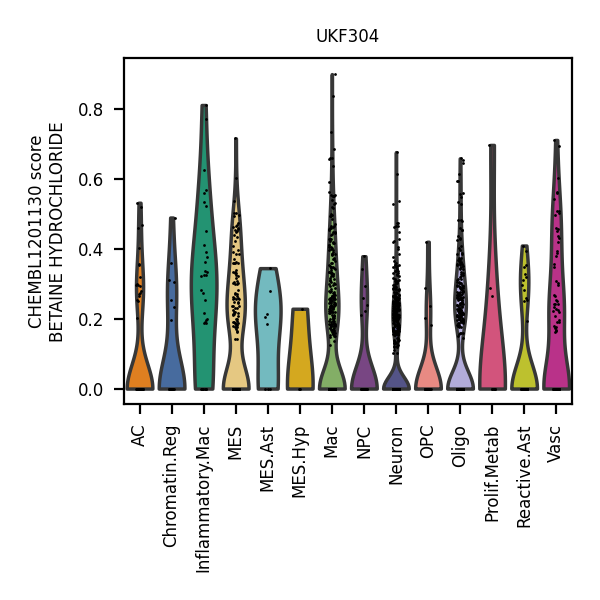 UKF304
CHEMBL1201130 score
BETAINE HYDROCHLORIDE
0.8
0.6
0.4
0.2
0.0
AC
Chromatin.Reg
Inflammatory.Mac
MES
MES.Ast
MES.Hyp
Mac
NPC
Neuron
OPC
Oligo
Prolif.Metab
Reactive.Ast
Vasc